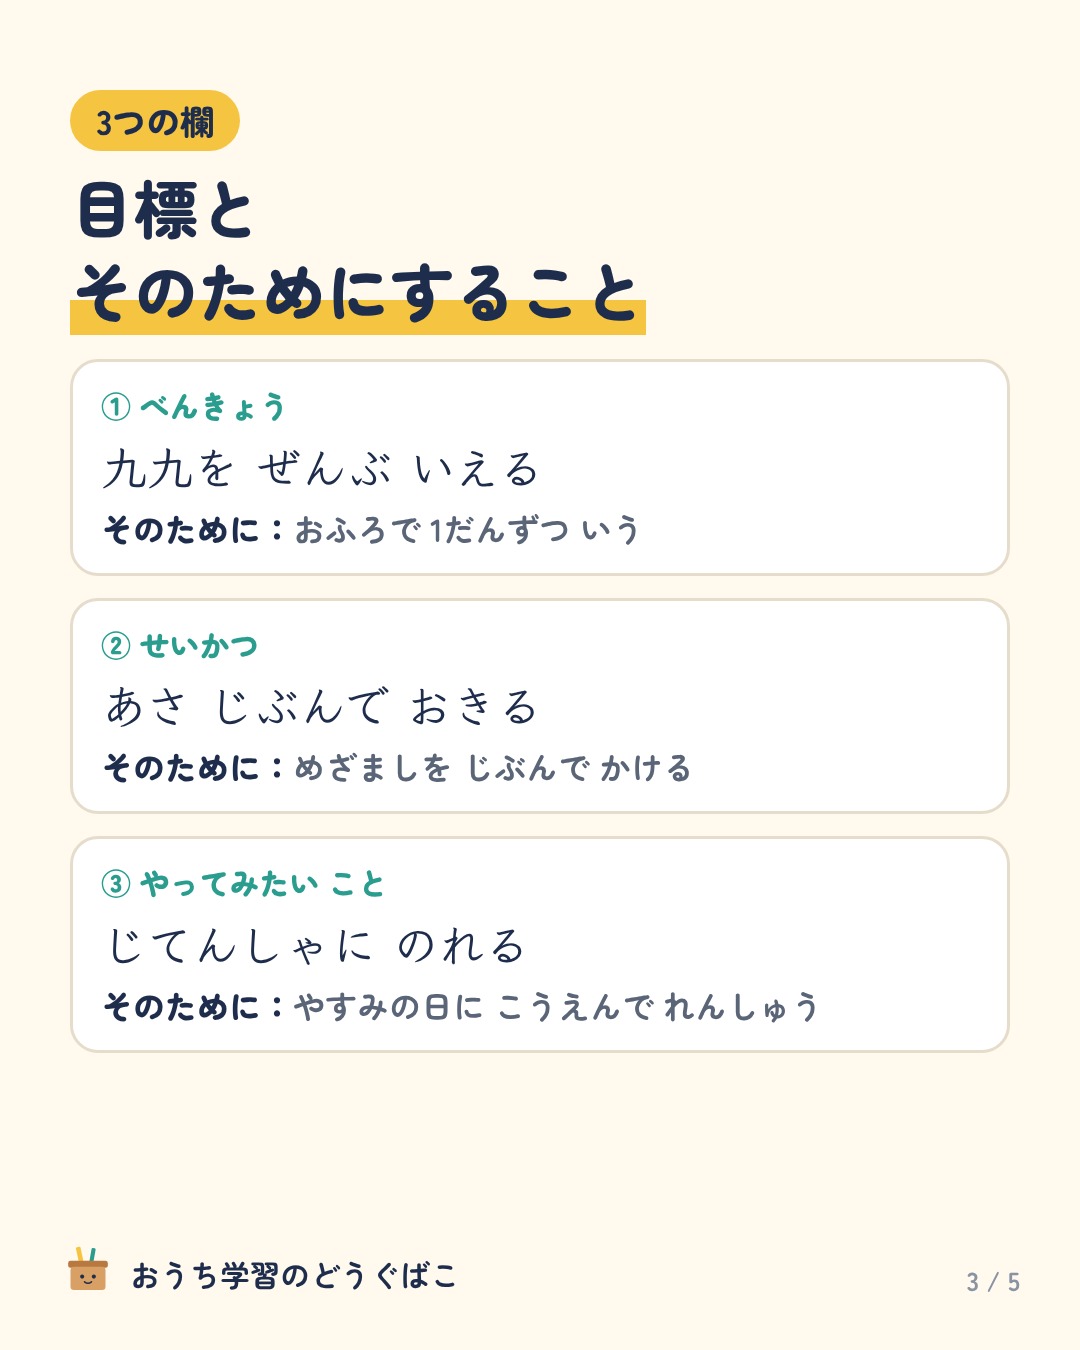 3つの欄
目標と
そのためにすること
① べんきょう
九九を ぜんぶ いえる
そのために：おふろで 1だんずつ いう
② せいかつ
あさ じぶんで おきる
そのために：めざましを じぶんで かける
③ やってみたい こと
じてんしゃに のれる
そのために：やすみの日に こうえんで れんしゅう
おうち学習のどうぐばこ
3 / 5